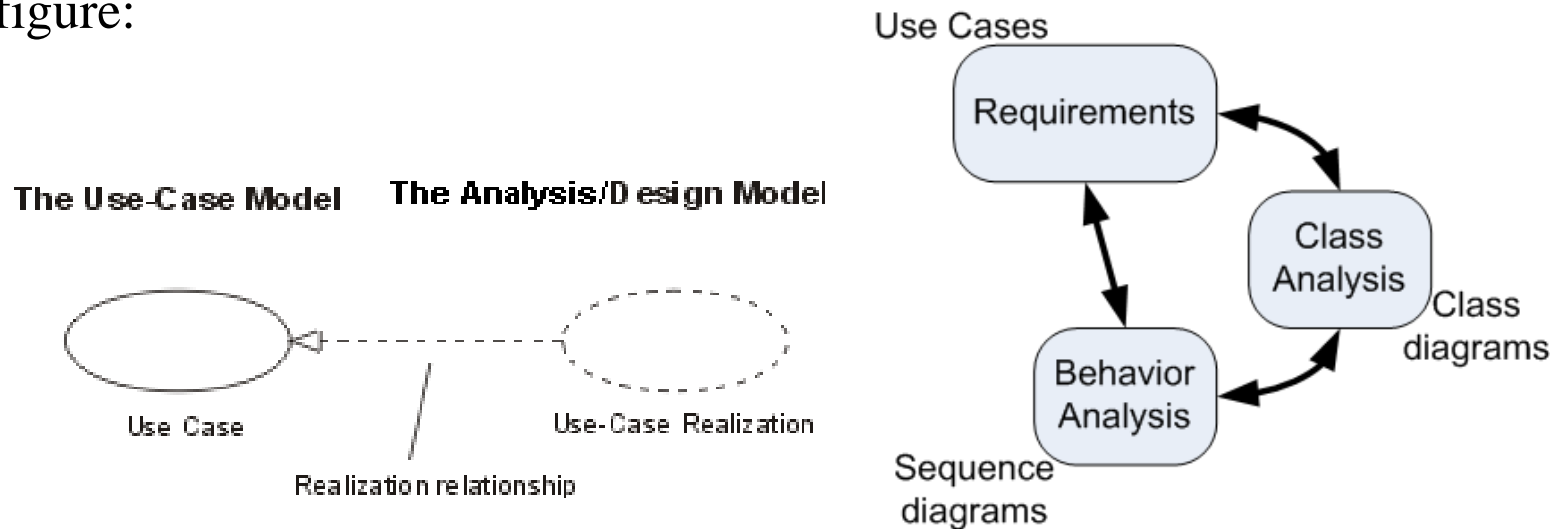 figure:
The Use-Case Model
The Analysis/Design Model
Use Case
Use-Case Realization
Realization relationship
Use Cases
Requirements
Class
Analysis
Class
diagrams
Behavior
Analysis
Sequence
diagrams